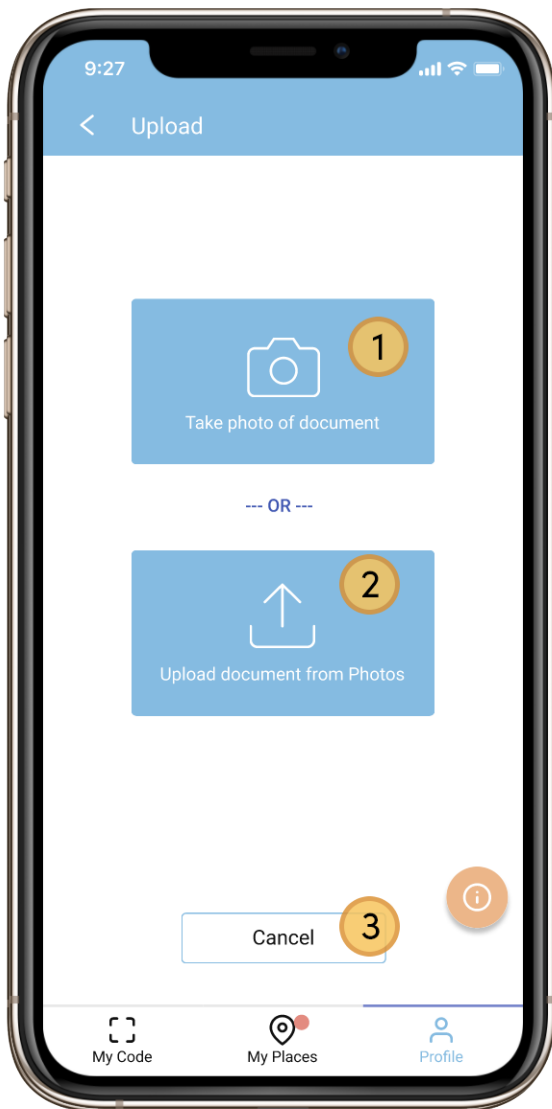 9:27
Upload
1
Take photo of document
--- OR ---
2
Upload document from Photos
Cancel
3
My Code
My Places
Profile